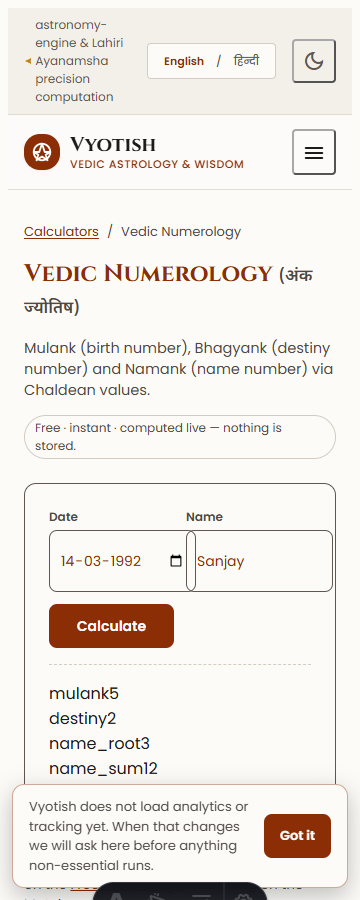 astronomy-
engine & Lahiri
Ayanamsha
precision
computation
English / हिन्दी
VYOTISH
VEDIC ASTROLOGY & WISDOM
Calculators / Vedic Numerology
VEDIC NUMEROLOGY (अंक
ज्योतिष)
Mulank (birth number), Bhagyank (destiny
number) and Namank (name number) via
Chaldean values.
Free · instant · computed live — nothing is
stored.
Date Name
14-03-1992 Sanjay
Calculate
mulank5
destiny2
name_root3
name_sum12
Vyotish does not load analytics or
tracking yet. When that changes
we will ask here before anything
non-essential runs.
Got it